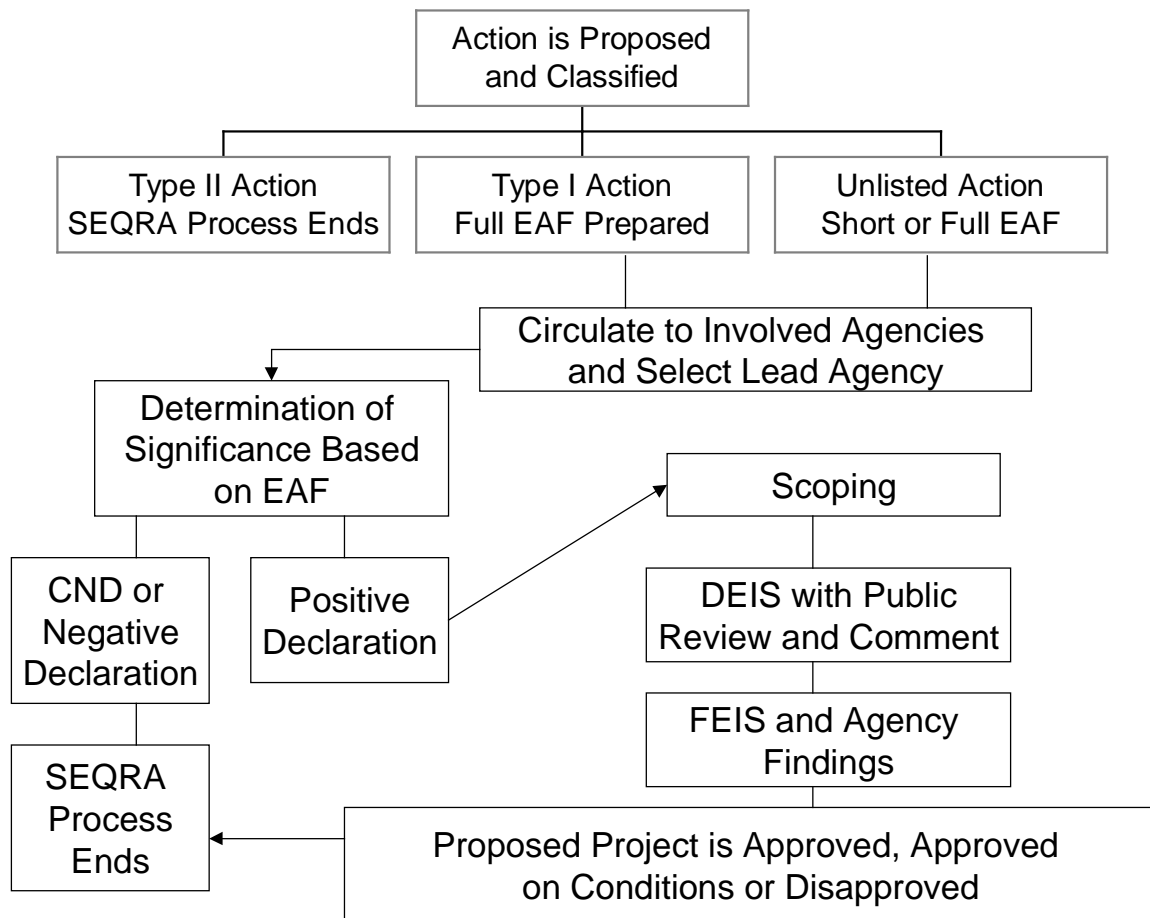 Action is Proposed
and Classified
Type II Action
SEQRA Process Ends
Type I Action
Full EAF Prepared
Unlisted Action
Short or Full EAF
Circulate to Involved Agencies
and Select Lead Agency
Determination of
Significance Based
on EAF
Scoping
CND or
Negative
Declaration
Positive
Declaration
DEIS with Public
Review and Comment
FEIS and Agency
Findings
SEQRA
Process
Ends
Proposed Project is Approved, Approved
on Conditions or Disapproved